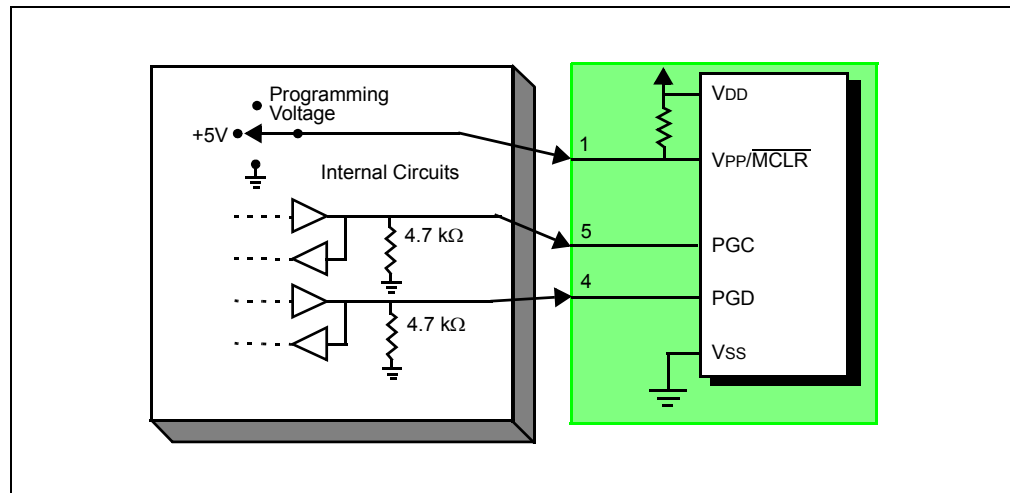 Programming
Voltage
+5V
Internal Circuits
4.7 kΩ
4.7 kΩ
1
5
4
VDD
VPP/M̅C̅L̅R̅
PGC
PGD
VSS